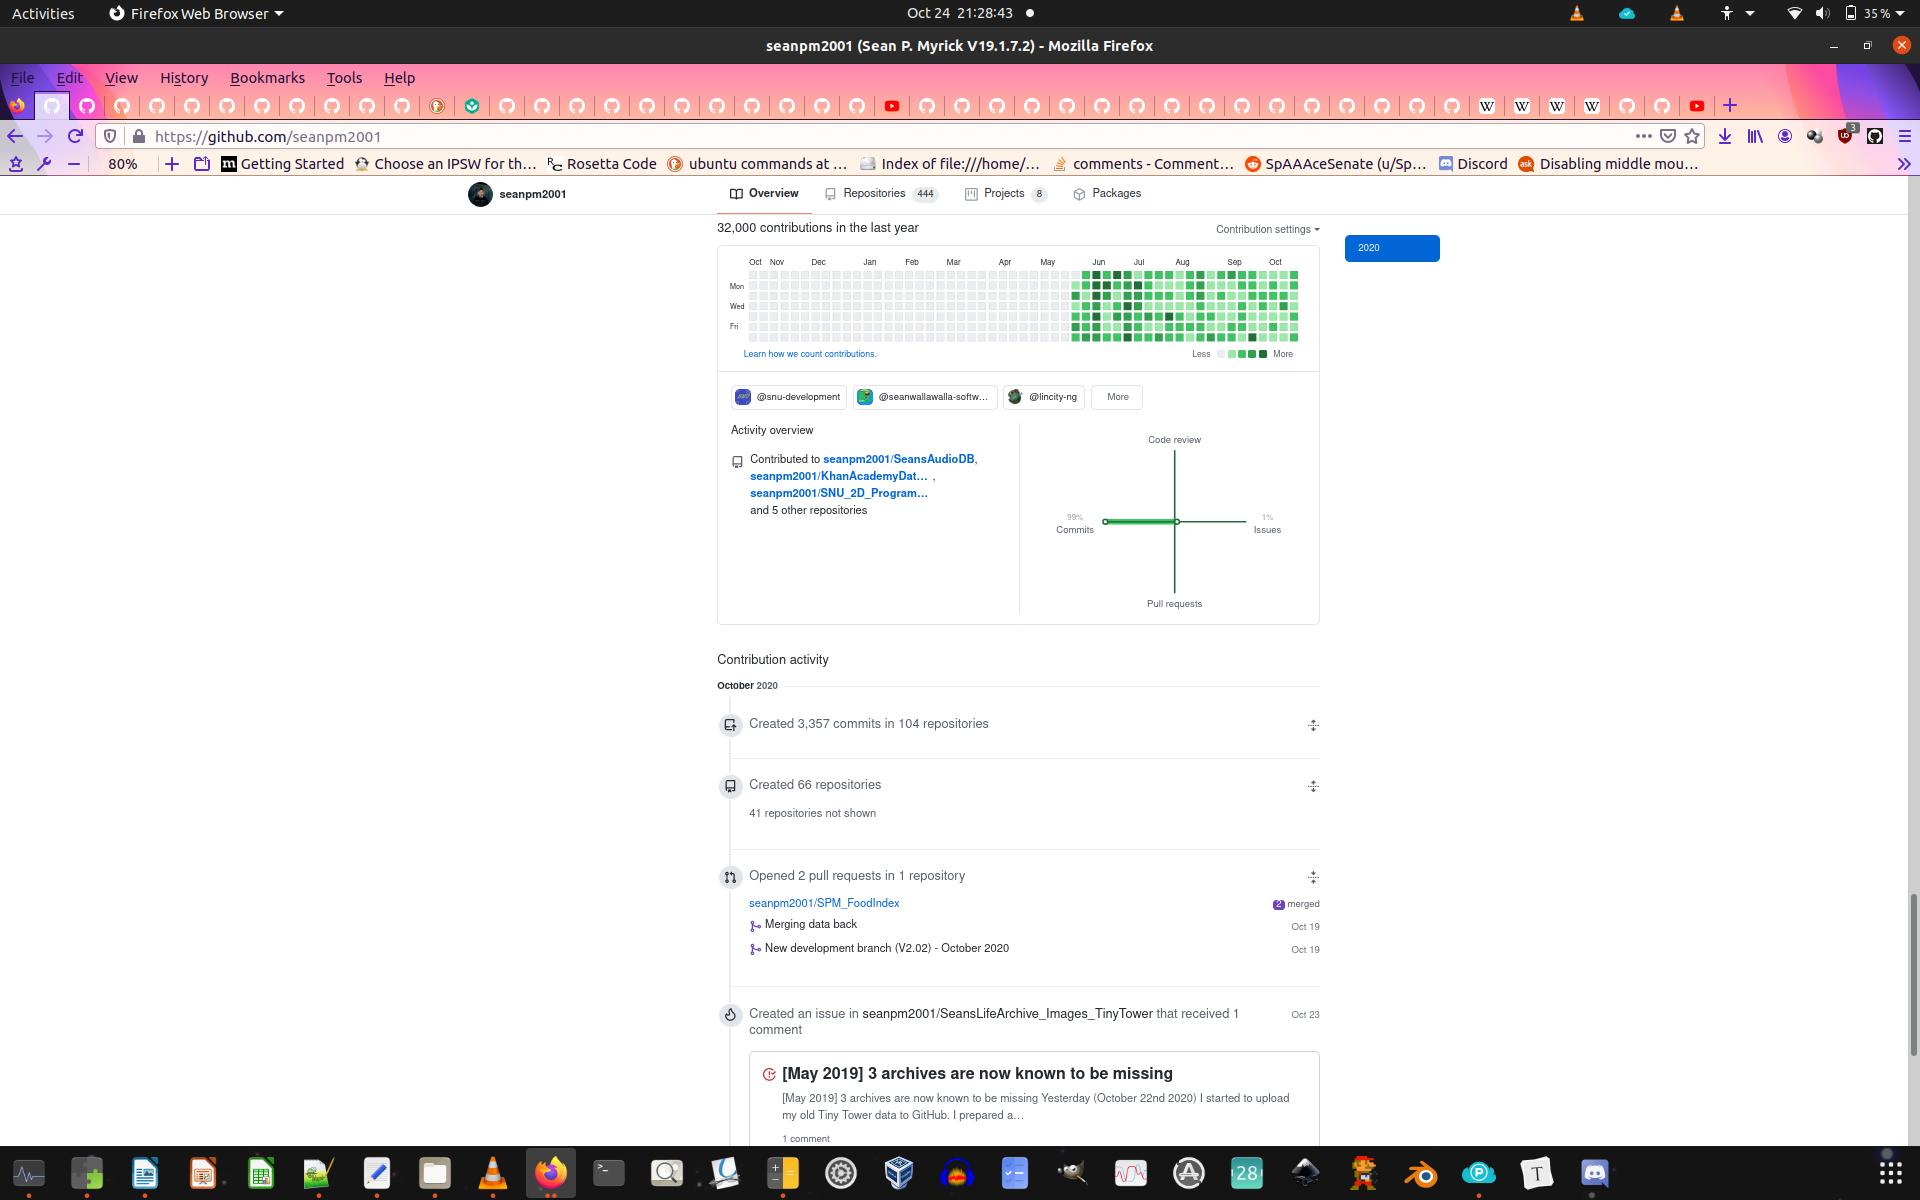 Activities
Firefox Web Browser
Oct 24 21:28:43
35 %
seanpm2001 (Sean P. Myrick V19.1.7.2) - Mozilla Firefox
File Edit View History Bookmarks Tools Help
https://github.com/seanpm2001
3
80%
Getting Started
Choose an IPSW for th…
Rosetta Code
ubuntu commands at …
Index of file:///home/…
comments - Comment…
SpAAAceSenate (u/Sp…
Discord
Disabling middle mou…
seanpm2001
Overview
Repositories 444
Projects 8
Packages
32,000 contributions in the last year
Contribution settings
2020
Oct Nov Dec Jan Feb Mar Apr May Jun Jul Aug Sep Oct
Mon
Wed
Fri
Learn how we count contributions.
Less More
@snu-development
@seanwallawalla-softw…
@lincity-ng
More
Activity overview
Contributed to seanpm2001/SeansAudioDB,
seanpm2001/KhanAcademyDat… ,
seanpm2001/SNU_2D_Program…
and 5 other repositories
Code review
99%
Commits
1%
Issues
Pull requests
Contribution activity
October 2020
Created 3,357 commits in 104 repositories
Created 66 repositories
41 repositories not shown
Opened 2 pull requests in 1 repository
seanpm2001/SPM_FoodIndex
2 merged
Merging data back
Oct 19
New development branch (V2.02) - October 2020
Oct 19
Created an issue in seanpm2001/SeansLifeArchive_Images_TinyTower that received 1
comment
Oct 23
[May 2019] 3 archives are now known to be missing
[May 2019] 3 archives are now known to be missing Yesterday (October 22nd 2020) I started to upload
my old Tiny Tower data to GitHub. I prepared a…
1 comment
28